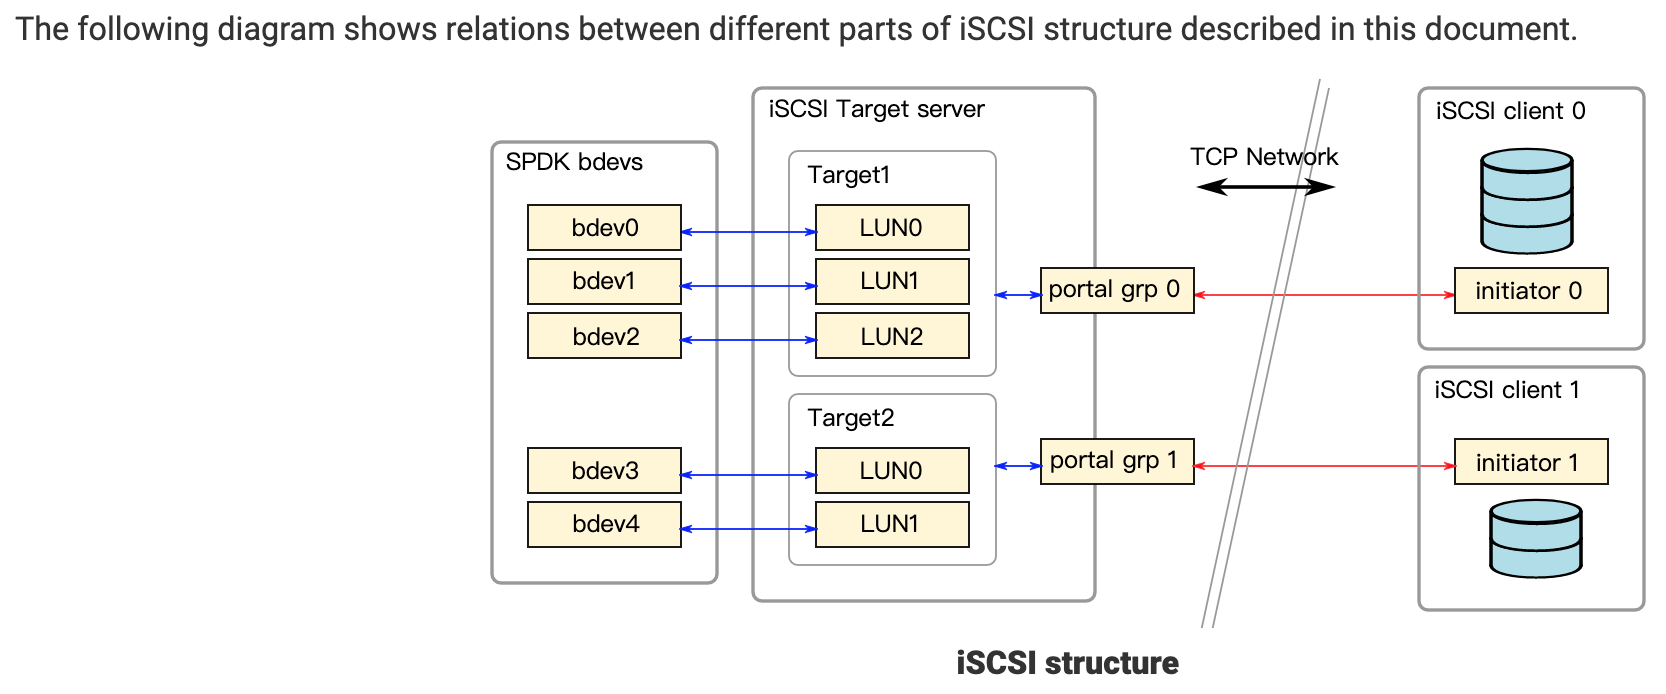 The following diagram shows relations between different parts of iSCSI structure described in this document.
SPDK bdevs
bdev0
bdev1
bdev2
bdev3
bdev4
iSCSI Target server
Target1
LUN0
LUN1
LUN2
Target2
LUN0
LUN1
portal grp 0
portal grp 1
TCP Network
iSCSI client 0
initiator 0
iSCSI client 1
initiator 1
iSCSI structure